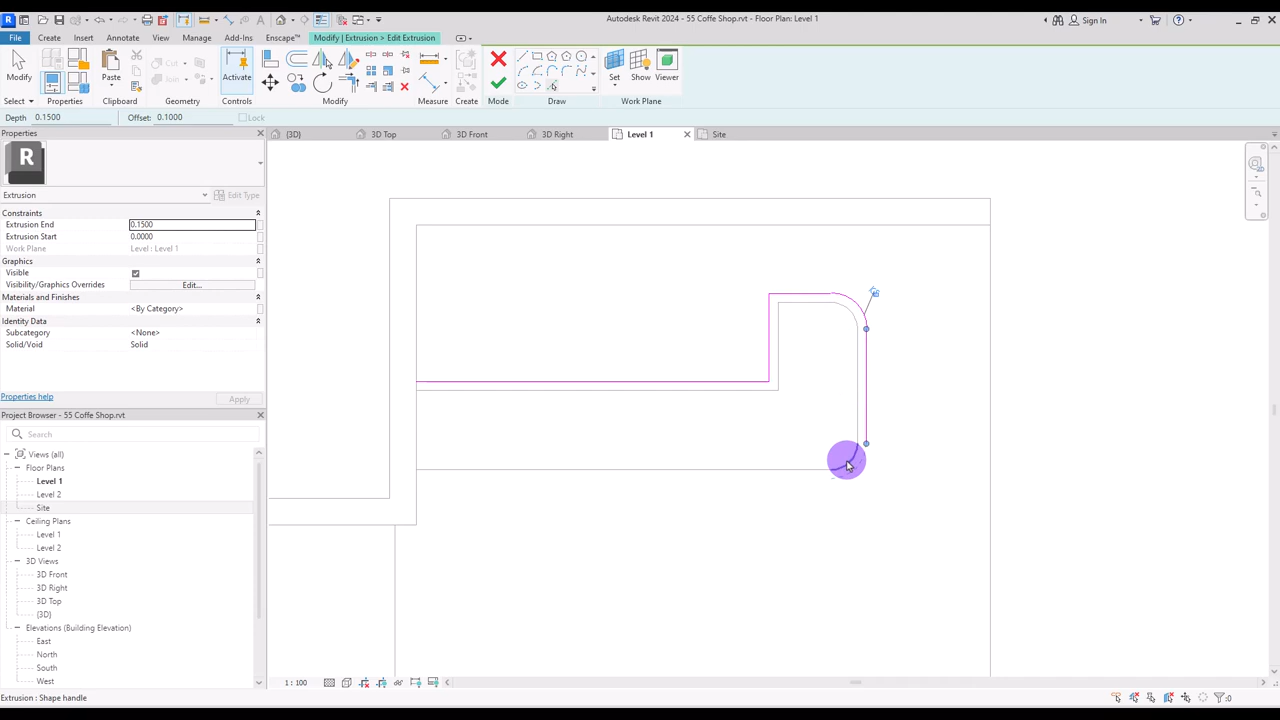 Autodesk Revit 2024 - 55 Coffe Shop.rvt - Floor Plan: Level 1
Sign In
File Create Insert Annotate View Manage Add-Ins Enscape™ Modify | Extrusion > Edit Extrusion
Modify Paste Cut Join Activate Set Show Viewer
Select Properties Clipboard Geometry Controls Modify Measure Create Mode Draw Work Plane
Depth 0.1500 Offset: 0.1000 Lock
Properties
{3D} 3D Top 3D Front 3D Right Level 1 Site
R
Extrusion Edit Type
Constraints
Extrusion End 0.1500
Extrusion Start 0.0000
Work Plane Level : Level 1
Graphics
Visible
Visibility/Graphics Overrides Edit...
Materials and Finishes
Material <By Category>
Identity Data
Subcategory <None>
Solid/Void Solid
Properties help Apply
Project Browser - 55 Coffe Shop.rvt
Search
Views (all)
Floor Plans
Level 1
Level 2
Site
Ceiling Plans
Level 1
Level 2
3D Views
3D Front
3D Right
3D Top
{3D}
Elevations (Building Elevation)
East
North
South
West
1 : 100
Extrusion : Shape handle
:0